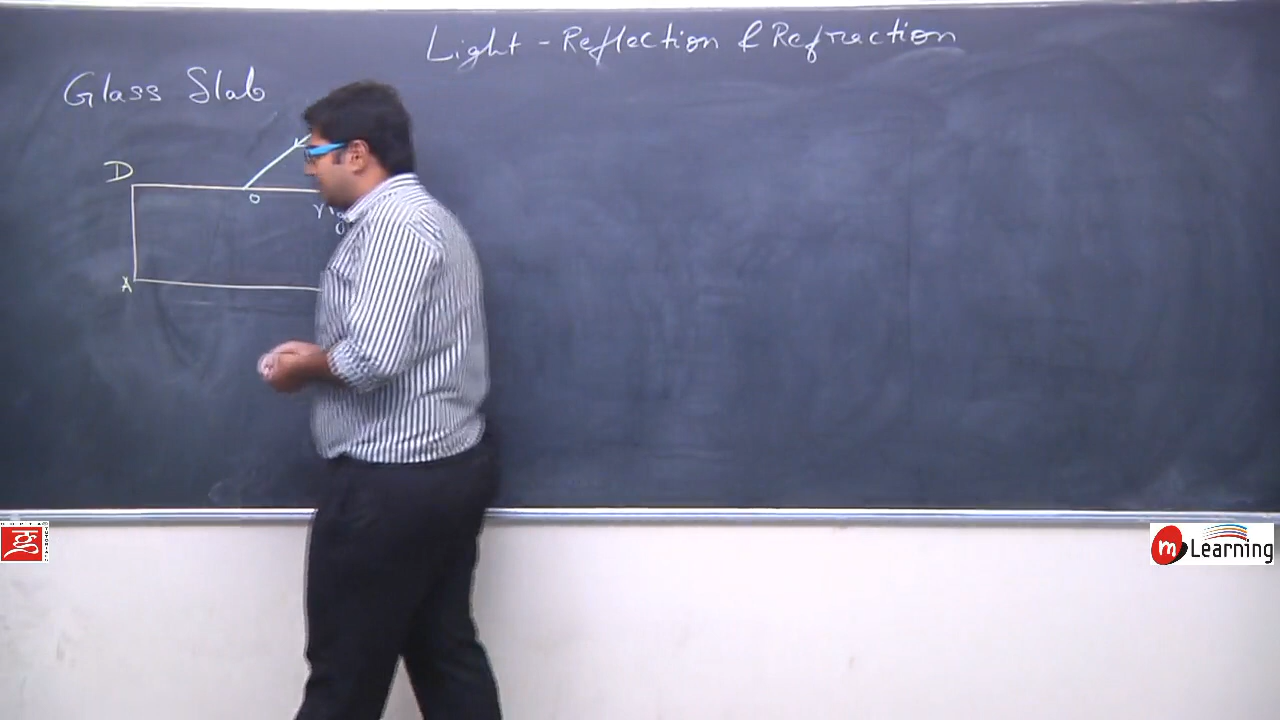 Light - Reflection & Refraction
Glass Slab
D
O
A
m Learning